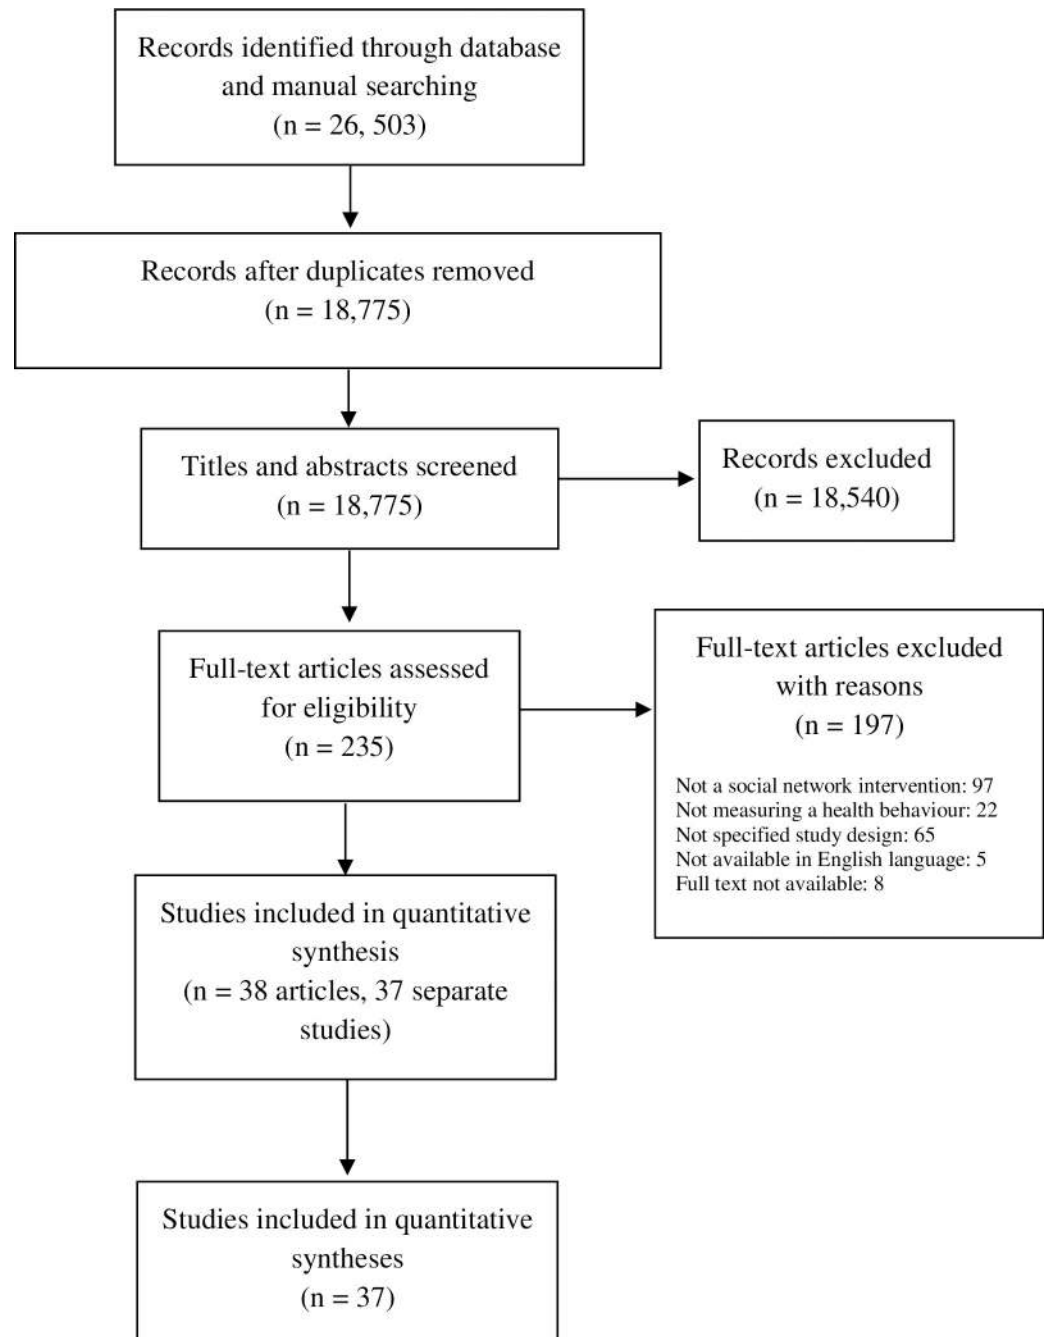 Records identified through database
and manual searching
(n = 26, 503)
Records after duplicates removed
(n = 18,775)
Titles and abstracts screened
(n = 18,775)
Records excluded
(n = 18,540)
Full-text articles assessed
for eligibility
(n = 235)
Full-text articles excluded
with reasons
(n = 197)
Not a social network intervention: 97
Not measuring a health behaviour: 22
Not specified study design: 65
Not available in English language: 5
Full text not available: 8
Studies included in quantitative
synthesis
(n = 38 articles, 37 separate
studies)
Studies included in quantitative
syntheses
(n = 37)